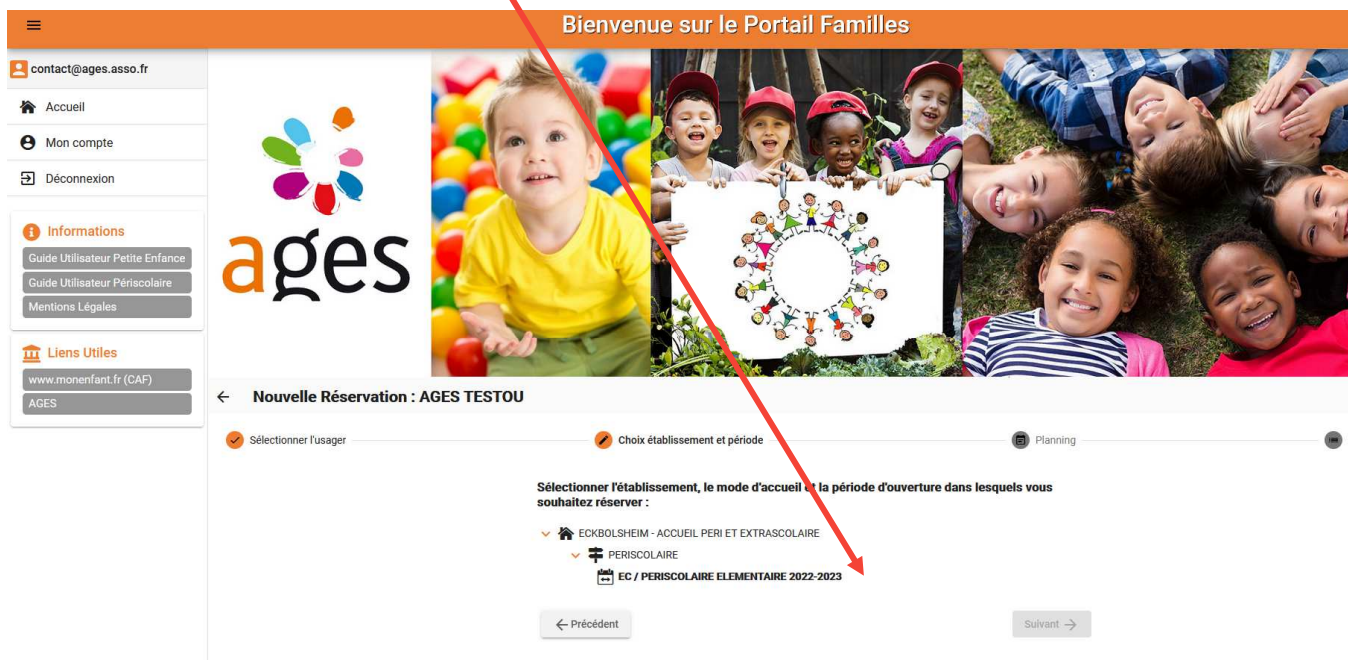 Bienvenue sur le Portail Familles
contact@ages.asso.fr
Accueil
Mon compte
Déconnexion
Informations
Guide Utilisateur Petite Enfance
Guide Utilisateur Périscolaire
Mentions Légales
Liens Utiles
www.monenfant.fr (CAF)
AGES
ages
Nouvelle Réservation : AGES TESTOU
Sélectionner l'usager
Choix établissement et période
Planning
Sélectionner l'établissement, le mode d'accueil et la période d'ouverture dans lesquels vous
souhaitez réserver :
ECKBOLSHEIM - ACCUEIL PERI ET EXTRASCOLAIRE
PERISCOLAIRE
EC / PERISCOLAIRE ELEMENTAIRE 2022-2023
Précédent
Suivant